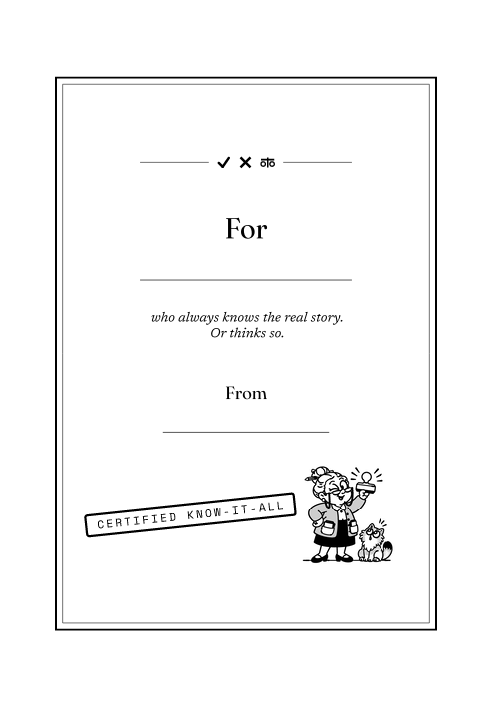 For
who always knows the real story.
Or thinks so.
From
CERTIFIED KNOW-IT-ALL